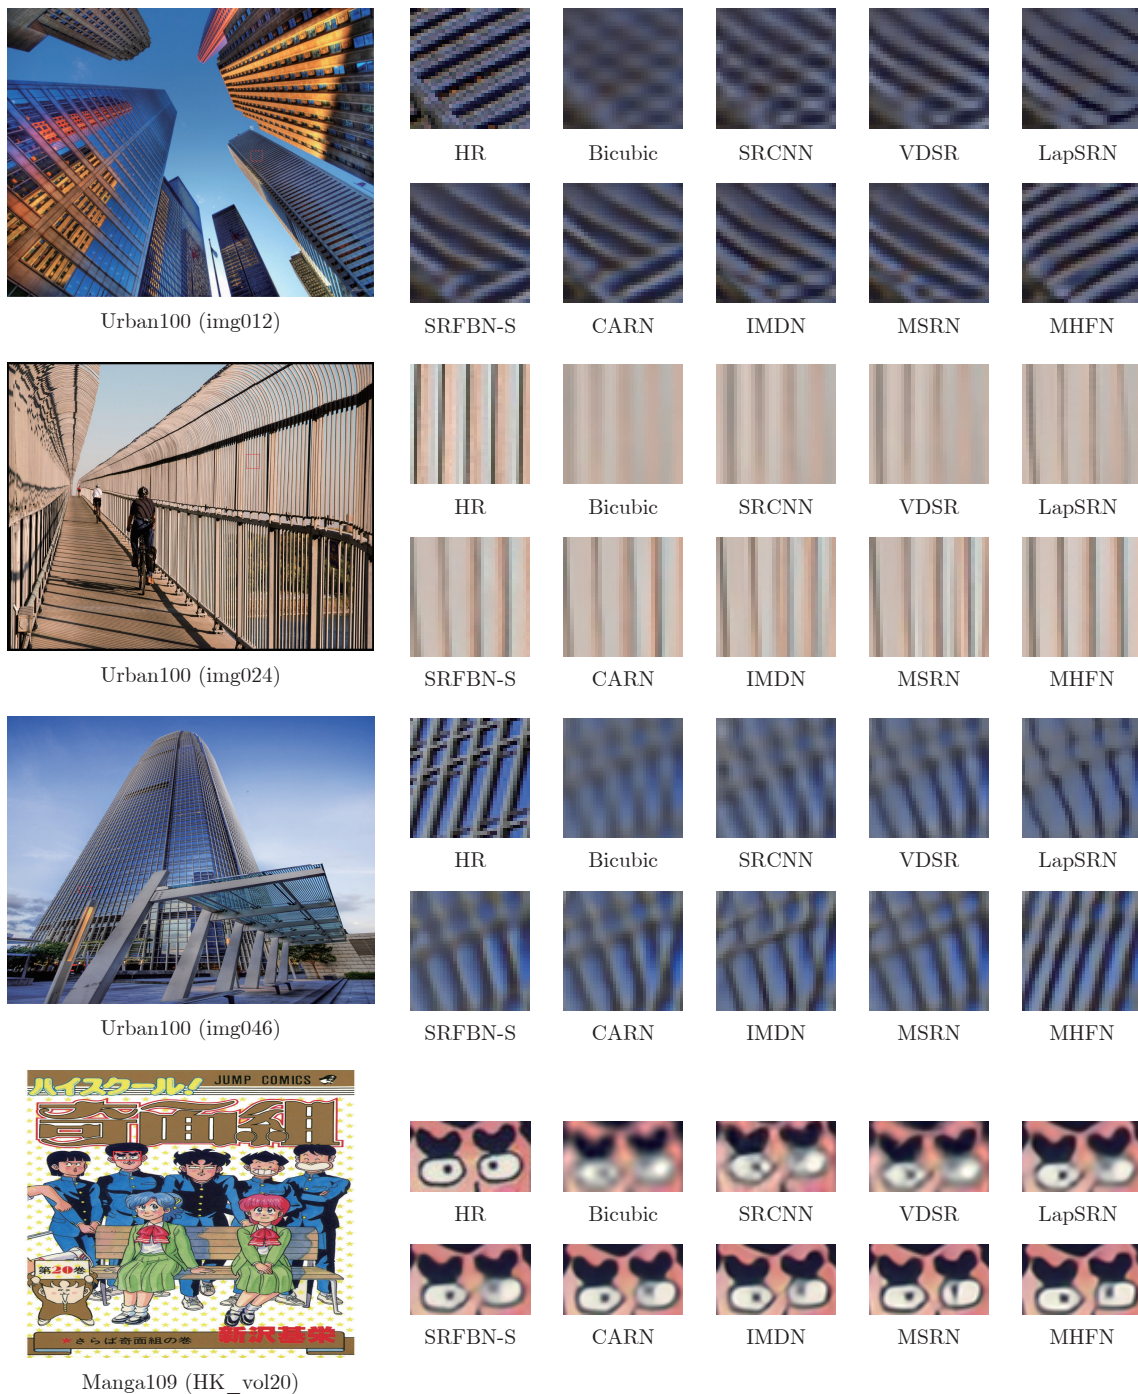 HR Bicubic SRCNN VDSR LapSRN
SRFBN-S CARN IMDN MSRN MHFN
Urban100 (img012)
HR Bicubic SRCNN VDSR LapSRN
SRFBN-S CARN IMDN MSRN MHFN
Urban100 (img024)
HR Bicubic SRCNN VDSR LapSRN
SRFBN-S CARN IMDN MSRN MHFN
Urban100 (img046)
ハイスクール! JUMP COMICS
奇面組
第20巻
★さらば奇面組の巻 新沢基栄
HR Bicubic SRCNN VDSR LapSRN
SRFBN-S CARN IMDN MSRN MHFN
Manga109 (HK_vol20)